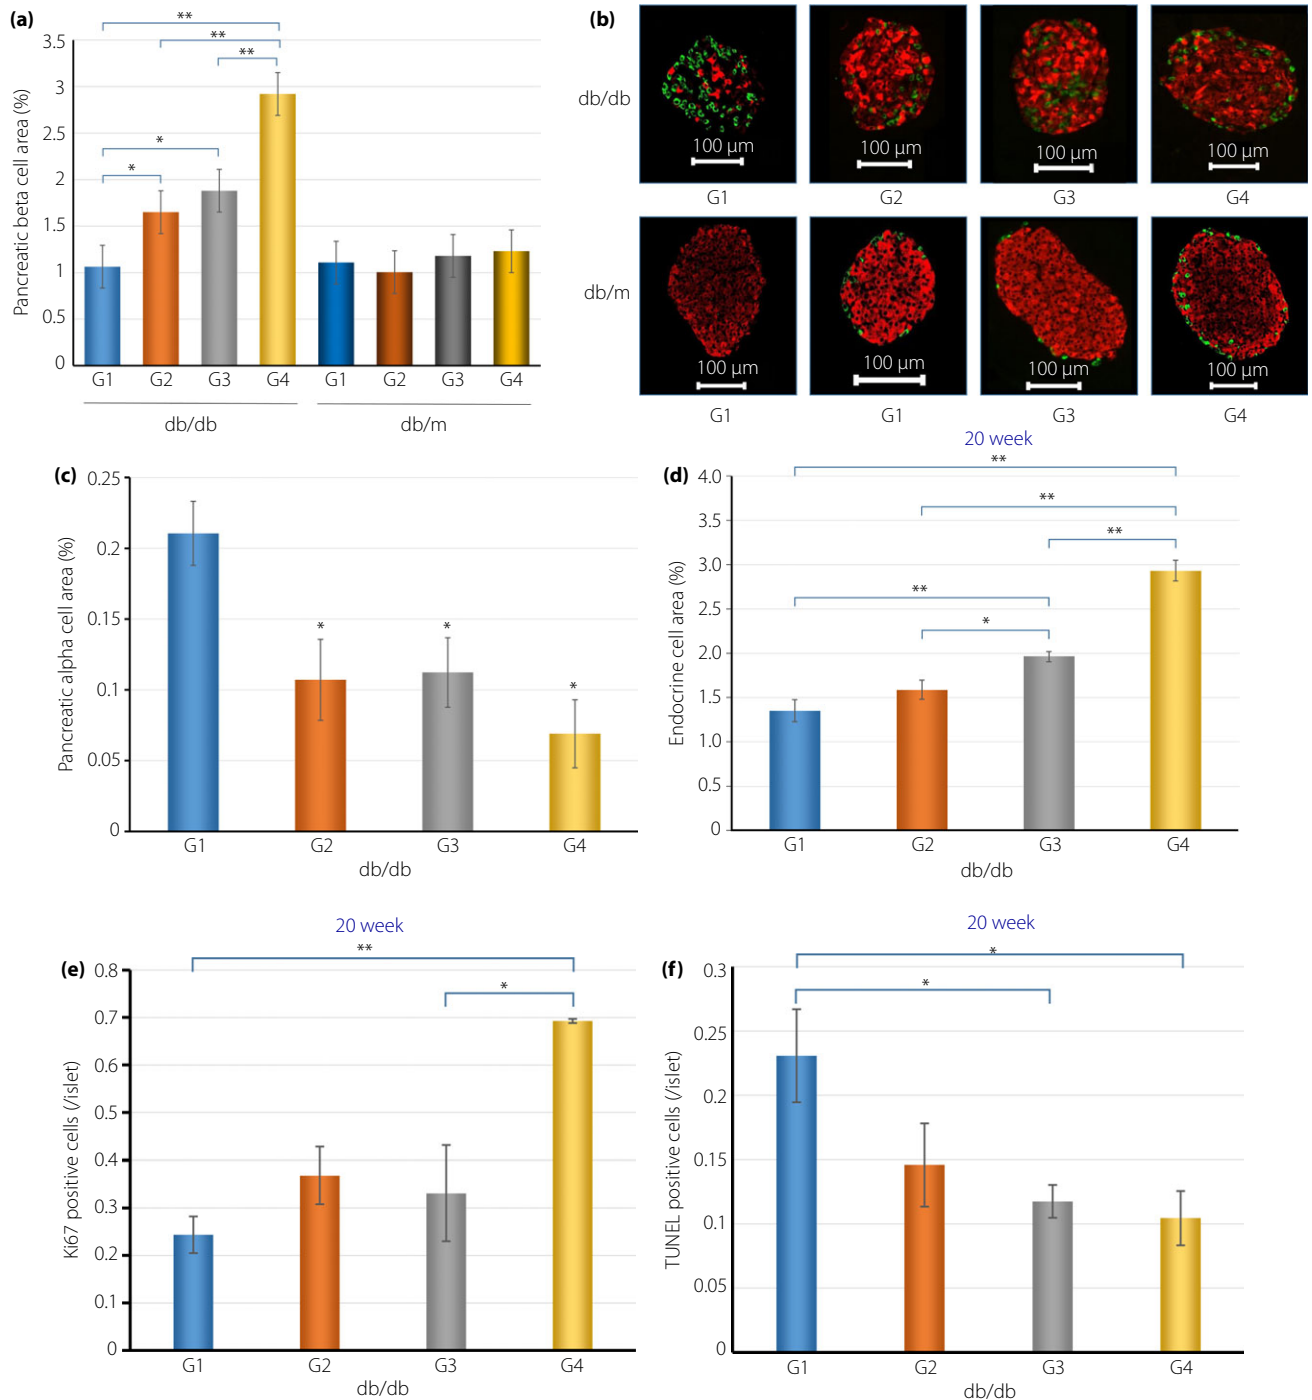 (a)
**
**
**
*
*
Pancreatic beta cell area (%)
3.5
3
2.5
2
1.5
1
0.5
0
G1 G2 G3 G4 G1 G2 G3 G4
db/db db/m
(b)
db/db
100 µm 100 µm 100 µm 100 µm
G1 G2 G3 G4
db/m
100 µm 100 µm 100 µm 100 µm
G1 G1 G3 G4
(c)
Pancreatic alpha cell area (%)
0.25
0.2
0.15
0.1
0.05
0
* * *
G1 G2 G3 G4
db/db
20 week
(d)
**
**
**
**
*
Endocrine cell area (%)
4.0
3.5
3.0
2.5
2.0
1.5
1.0
0.5
0
G1 G2 G3 G4
db/db
20 week
(e)
**
*
Ki67 positive cells (/islet)
0.8
0.7
0.6
0.5
0.4
0.3
0.2
0.1
0
G1 G2 G3 G4
db/db
20 week
(f)
*
*
TUNEL positive cells (/islet)
0.3
0.25
0.2
0.15
0.1
0.05
0
G1 G2 G3 G4
db/db